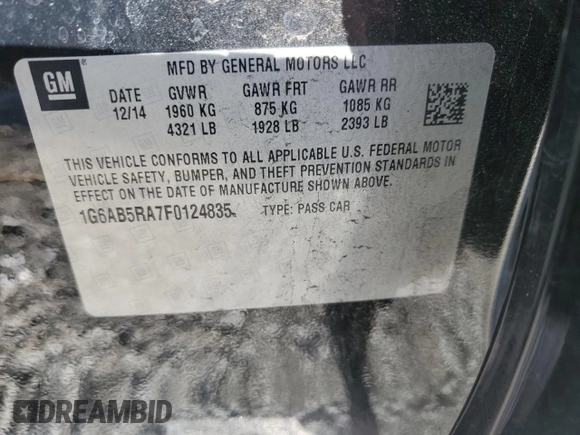 GM®
MFD BY GENERAL MOTORS LLC
DATE GVWR GAWR FRT GAWR RR
12/14 1960 KG 875 KG 1085 KG
4321 LB 1928 LB 2393 LB
THIS VEHICLE CONFORMS TO ALL APPLICABLE U.S. FEDERAL MOTOR
VEHICLE SAFETY, BUMPER, AND THEFT PREVENTION STANDARDS IN
EFFECT ON THE DATE OF MANUFACTURE SHOWN ABOVE.
1G6AB5RA7F0124835 TYPE: PASS CAR
DREAMBID